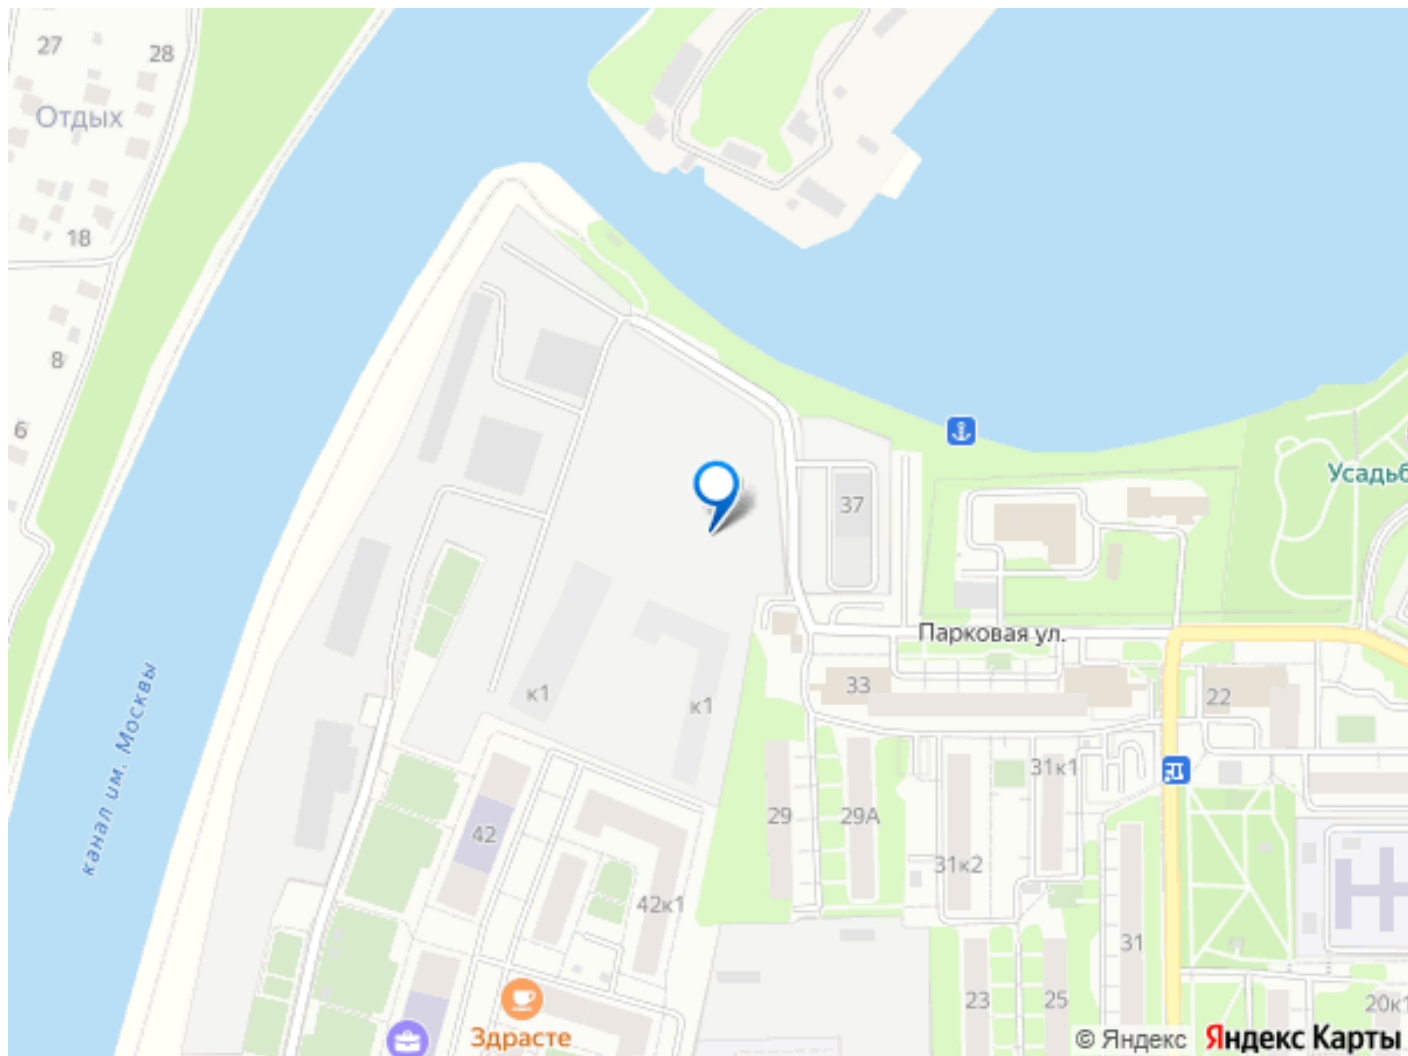 27
28
Отдых
18
8
6
Усадьб
37
Парковая ул.
к1
к1
33
22
канал им. Москвы
31к1
29
29А
42
31к2
42к1
31
23
25
20к1
Здрасте
© Яндекс
Яндекс Карты